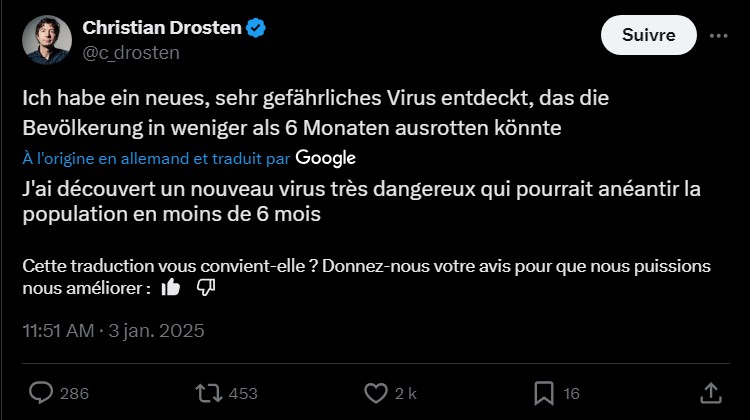 Christian Drosten
@c_drosten
Suivre
Ich habe ein neues, sehr gefährliches Virus entdeckt, das die
Bevölkerung in weniger als 6 Monaten ausrotten könnte
À l'origine en allemand et traduit par Google
J'ai découvert un nouveau virus très dangereux qui pourrait anéantir la
population en moins de 6 mois
Cette traduction vous convient-elle ? Donnez-nous votre avis pour que nous puissions
nous améliorer :
11:51 AM · 3 jan. 2025
286 453 2 k 16